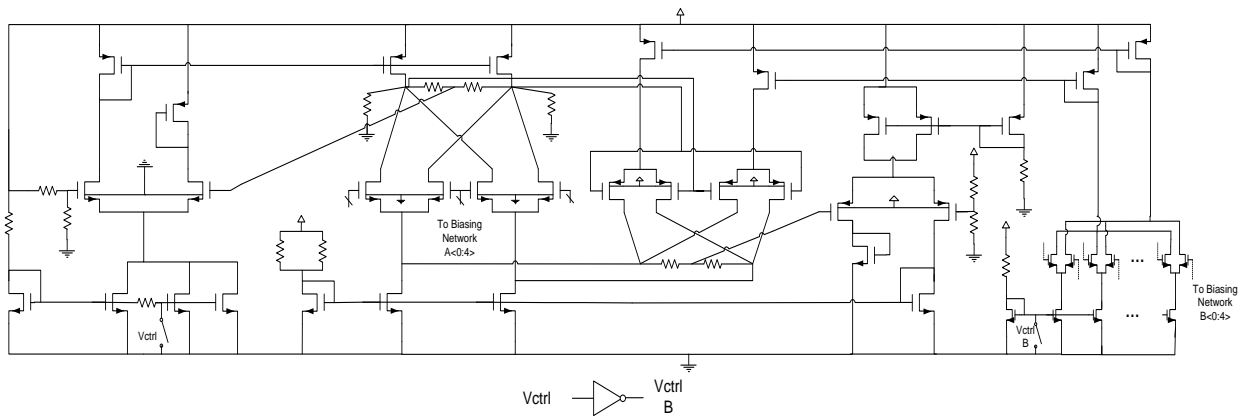 To Biasing
Network
A<0:4>
...
To Biasing
Network
B<0:4>
...
Vctrl
Vctrl
B
Vctrl
Vctrl
B